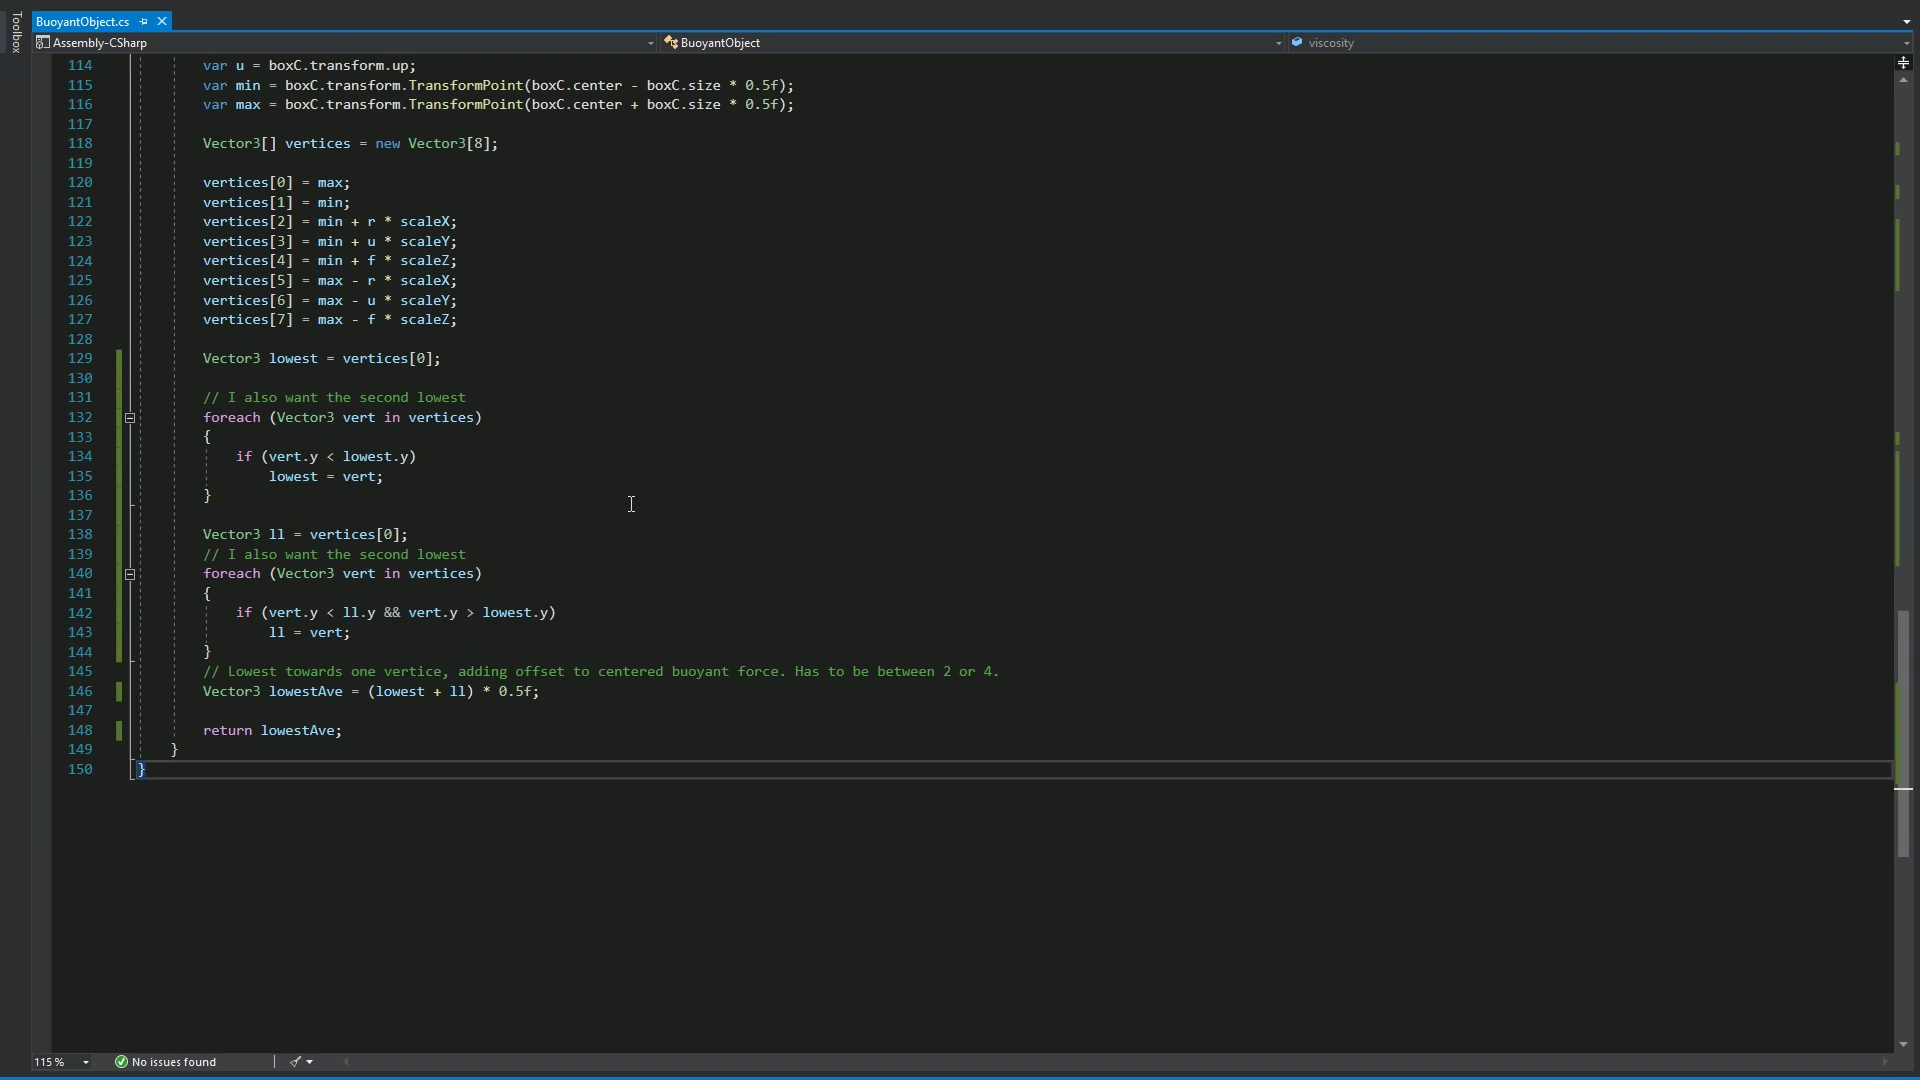 Toolbox
BuoyantObject.cs
Assembly-CSharp BuoyantObject viscosity
114 var u = boxC.transform.up;
115 var min = boxC.transform.TransformPoint(boxC.center - boxC.size * 0.5f);
116 var max = boxC.transform.TransformPoint(boxC.center + boxC.size * 0.5f);
117
118 Vector3[] vertices = new Vector3[8];
119
120 vertices[0] = max;
121 vertices[1] = min;
122 vertices[2] = min + r * scaleX;
123 vertices[3] = min + u * scaleY;
124 vertices[4] = min + f * scaleZ;
125 vertices[5] = max - r * scaleX;
126 vertices[6] = max - u * scaleY;
127 vertices[7] = max - f * scaleZ;
128
129 Vector3 lowest = vertices[0];
130
131 // I also want the second lowest
132 foreach (Vector3 vert in vertices)
133 {
134 if (vert.y < lowest.y)
135 lowest = vert;
136 }
137
138 Vector3 ll = vertices[0];
139 // I also want the second lowest
140 foreach (Vector3 vert in vertices)
141 {
142 if (vert.y < ll.y && vert.y > lowest.y)
143 ll = vert;
144 }
145 // Lowest towards one vertice, adding offset to centered buoyant force. Has to be between 2 or 4.
146 Vector3 lowestAve = (lowest + ll) * 0.5f;
147
148 return lowestAve;
149 }
150 }
115 % No issues found